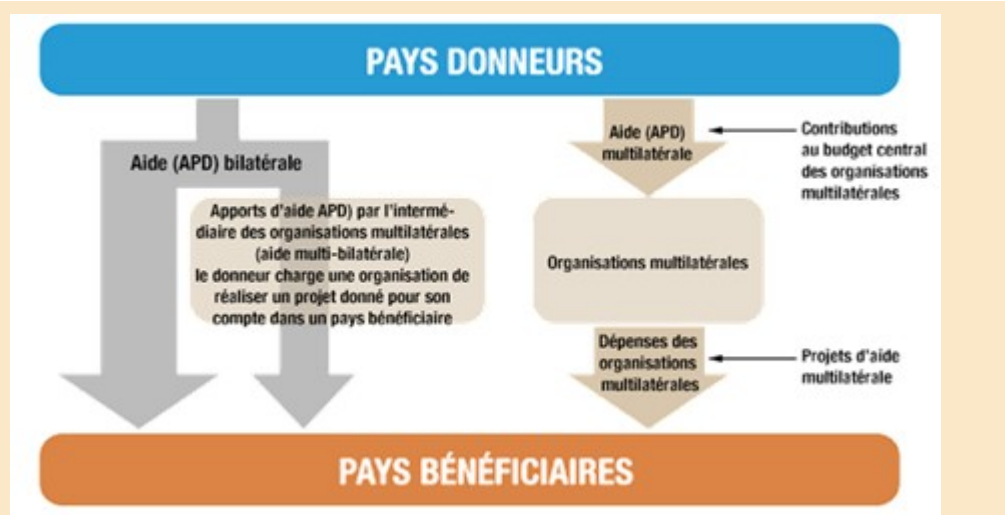 PAYS DONNEURS
Aide (APD) bilatérale
Apports d'aide APD) par l'intermé-
diaire des organisations multilatérales
(aide multi-bilatérale)
le donneur charge une organisation de
réaliser un projet donné pour son
compte dans un pays bénéficiaire
Aide (APD)
multilatérale
Contributions
au budget central
des organisations
multilatérales
Organisations multilatérales
Dépenses des
organisations
multilatérales
Projets d'aide
multilatérale
PAYS BÉNÉFICIAIRES